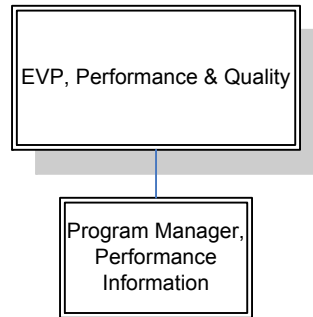 EVP, Performance & Quality
Program Manager,
Performance
Information